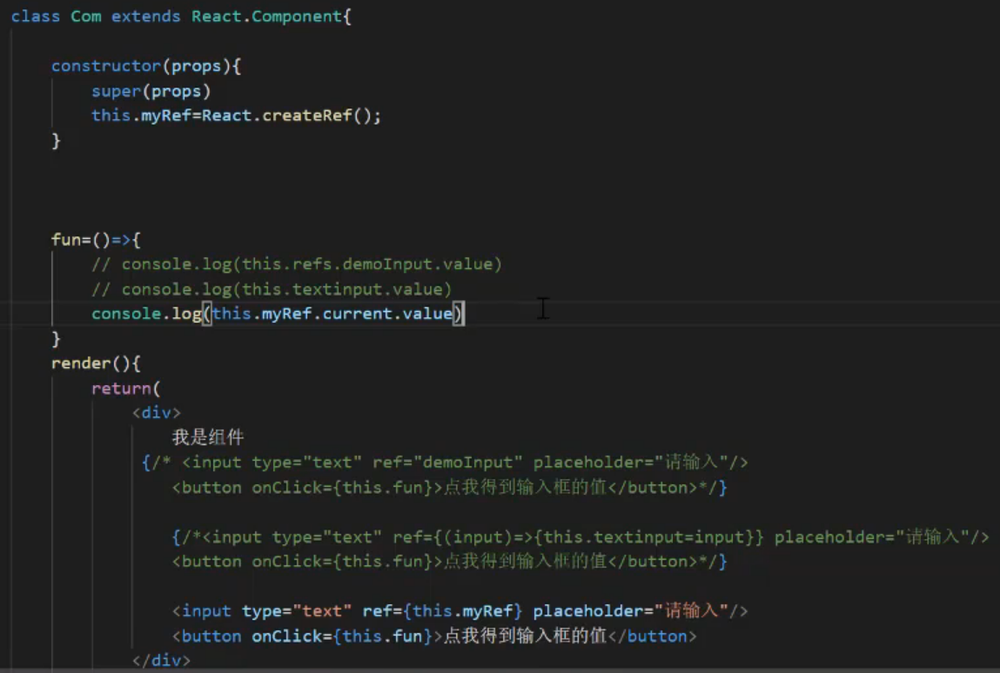 class Com extends React.Component{
constructor(props){
super(props)
this.myRef=React.createRef();
}
fun=()=>{
// console.log(this.refs.demoInput.value)
// console.log(this.textinput.value)
console.log(this.myRef.current.value)
}
render(){
return(
<div>
我是组件
{/* <input type="text" ref="demoInput" placeholder="请输入"/>
<button onClick={this.fun}>点我得到输入框的值</button>*/}
{/*<input type="text" ref={(input)=>{this.textinput=input}} placeholder="请输入"/>
<button onClick={this.fun}>点我得到输入框的值</button>*/}
<input type="text" ref={this.myRef} placeholder="请输入"/>
<button onClick={this.fun}>点我得到输入框的值</button>
</div>